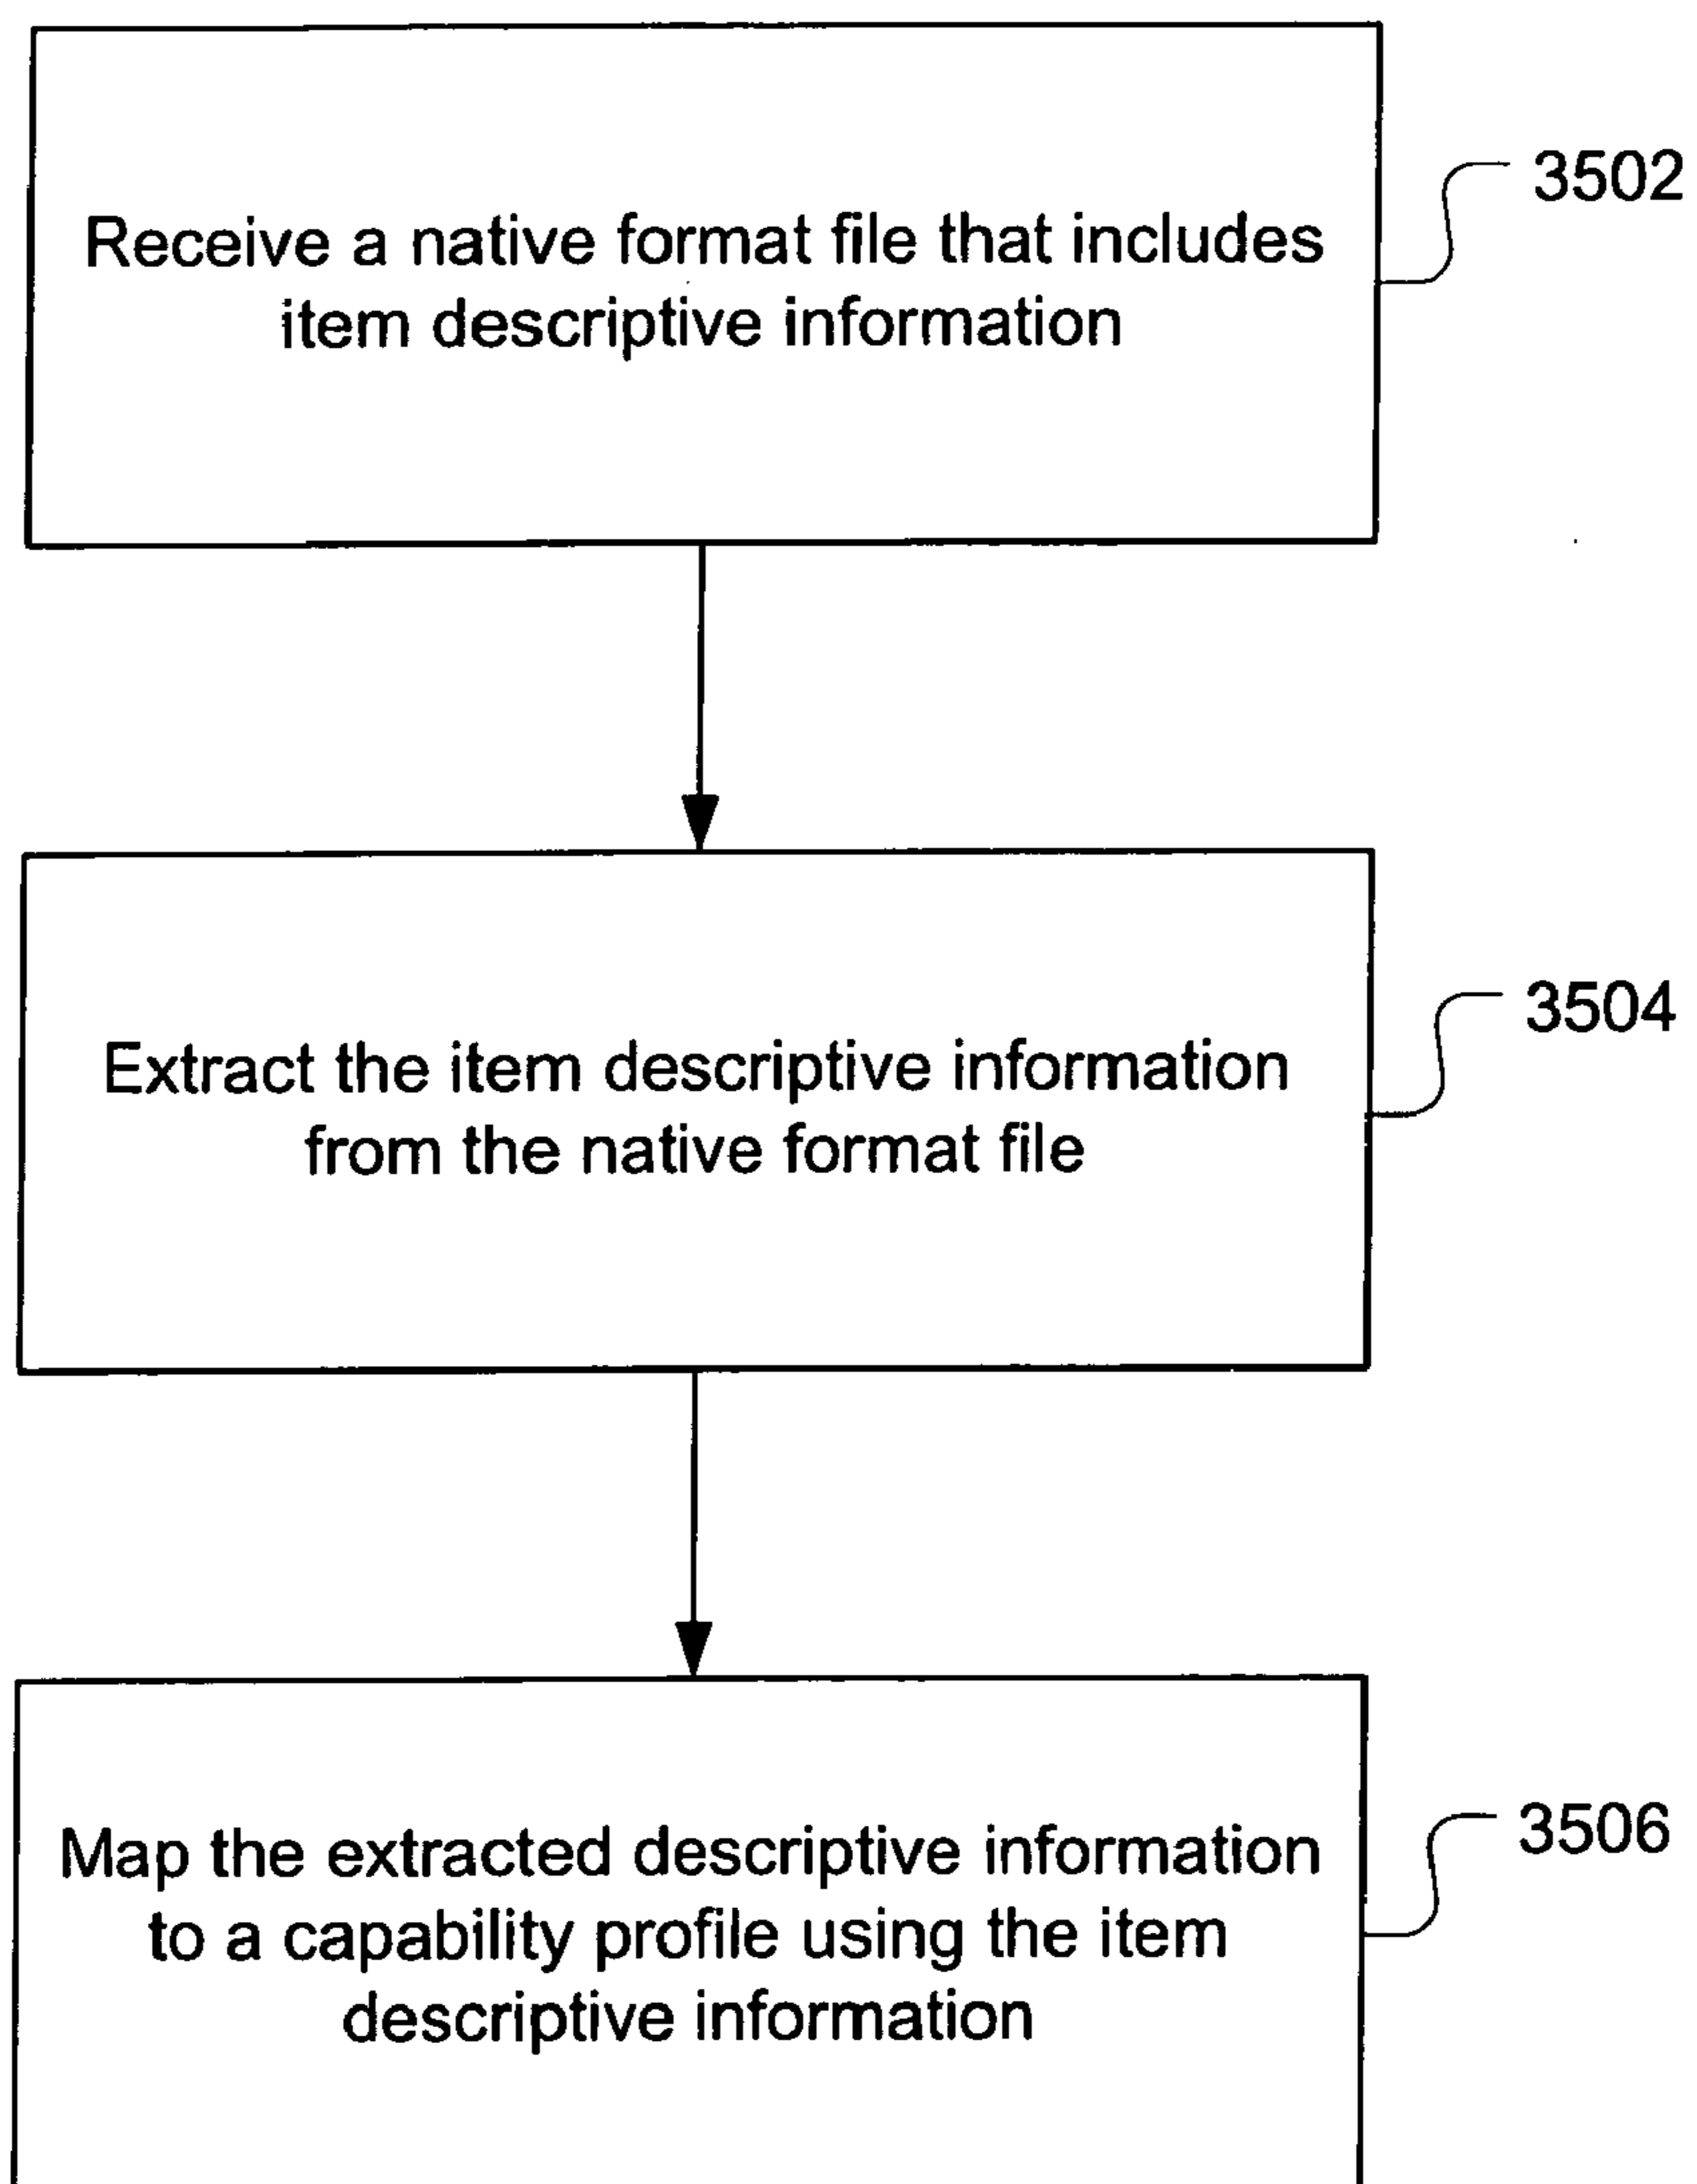 Receive a native format file that includes
item descriptive information
3502
Extract the item descriptive information
from the native format file
3504
Map the extracted descriptive information
to a capability profile using the item
descriptive information
3506